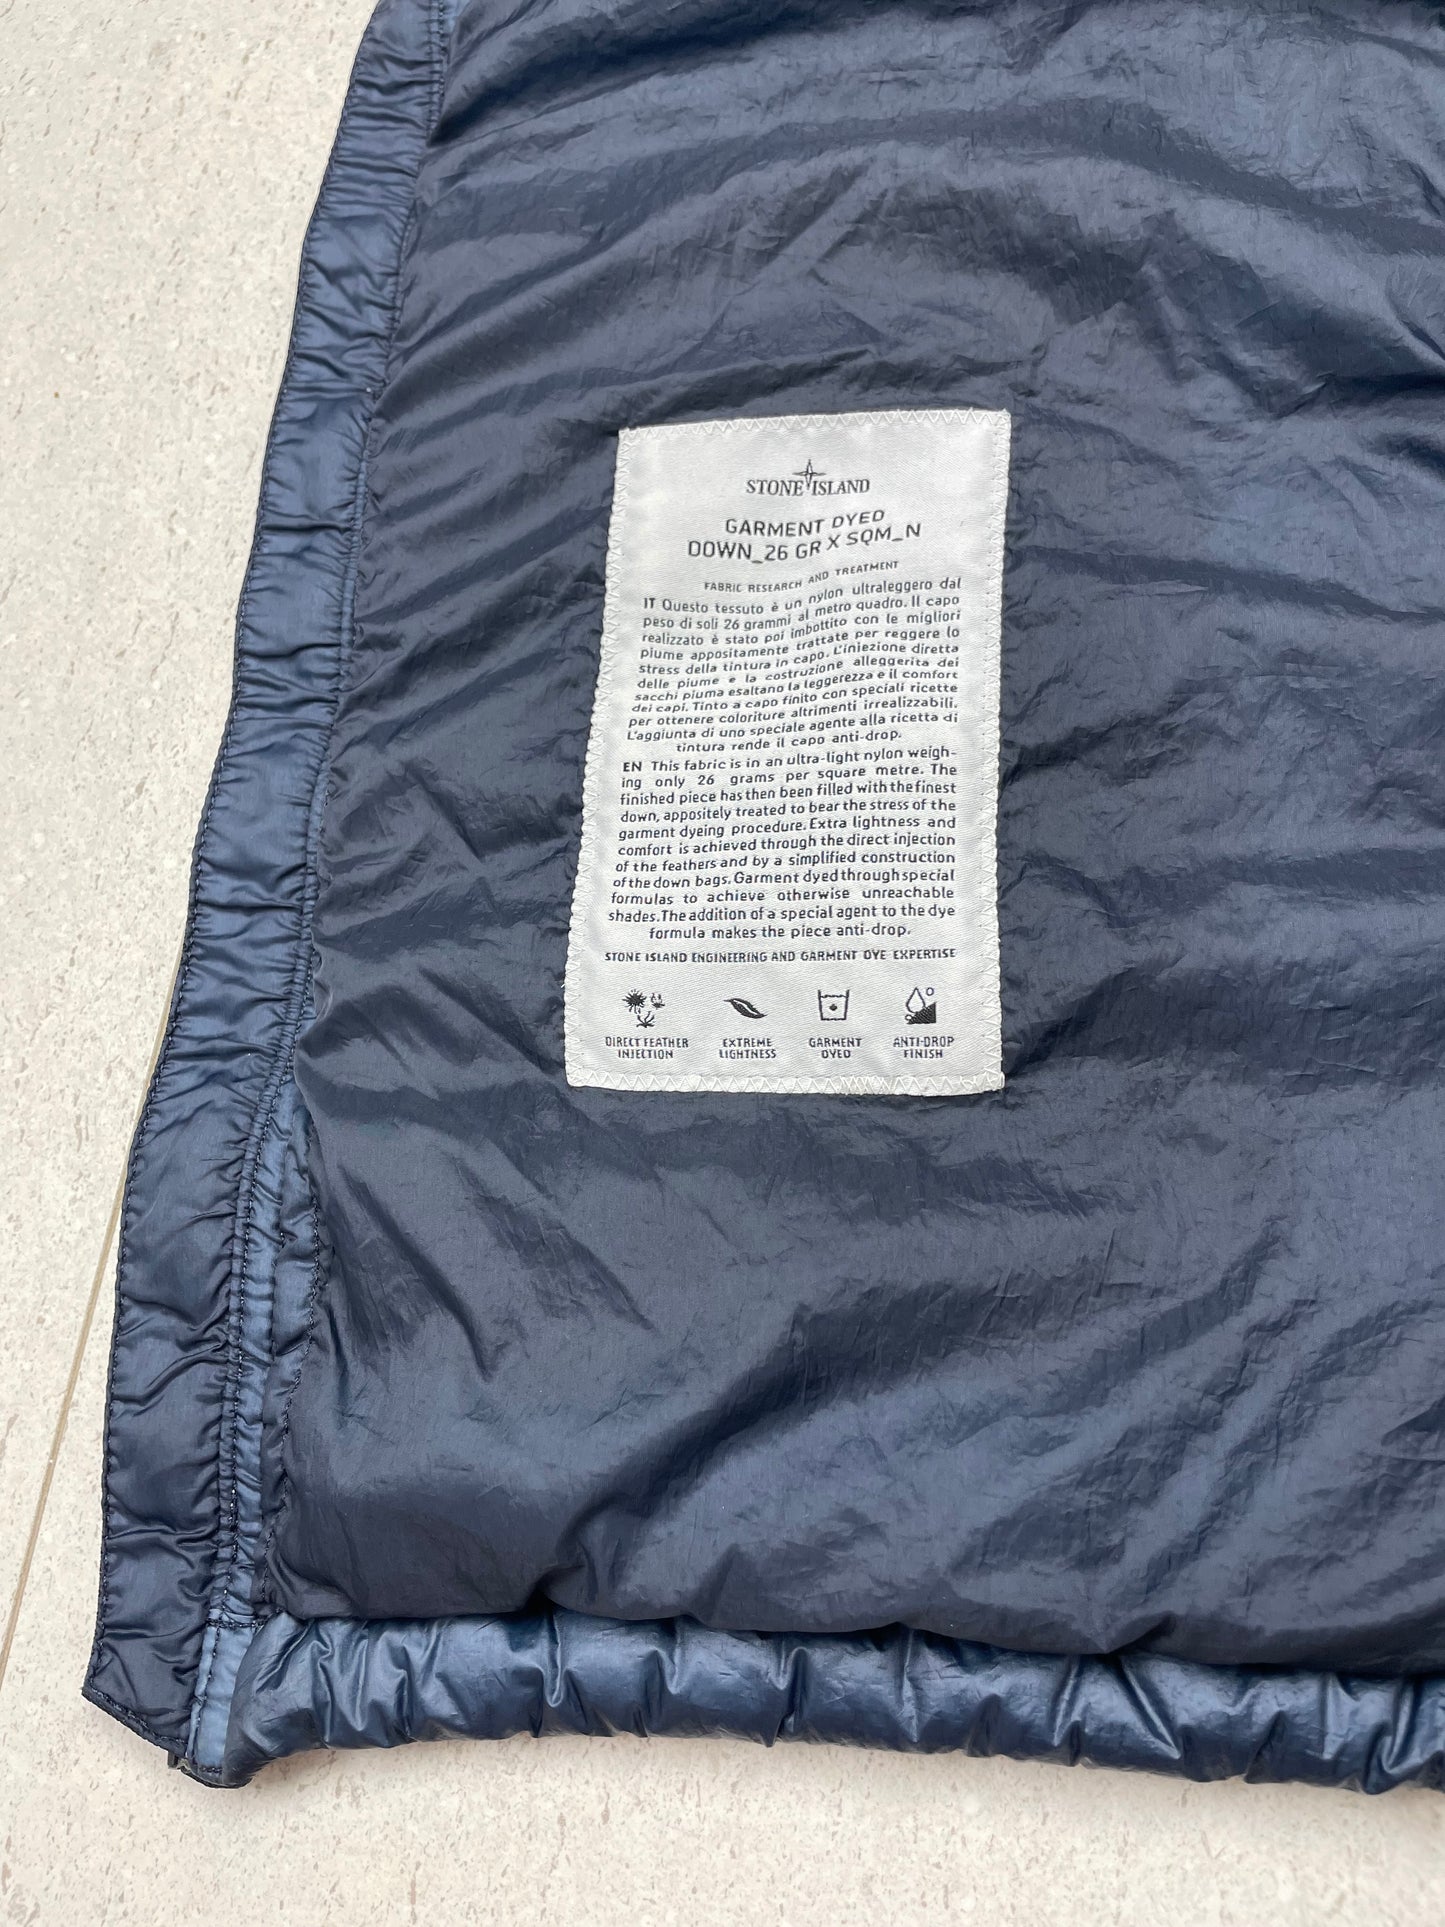 STONE ISLAND
GARMENT DYED
DOWN_26 GR X SQM_N
FABRIC RESEARCH AND TREATMENT
IT Questo tessuto è un nylon ultraleggero dal
peso di soli 26 grammi al metro quadro. Il capo
realizzato è stato poi imbottito con le migliori
piume appositamente trattate per reggere lo
stress della tintura in capo. L'iniezione diretta
delle piume e la costruzione alleggerita dei
sacchi piuma esaltano la leggerezza e il comfort
dei capi. Tinto a capo finito con speciali ricette
per ottenere coloriture altrimenti irrealizzabili.
L'aggiunta di uno speciale agente alla ricetta di
tintura rende il capo anti-drop.
EN This fabric is in an ultra-light nylon weigh-
ing only 26 grams per square metre. The
finished piece has then been filled with the finest
down, appositely treated to bear the stress of the
garment dyeing procedure. Extra lightness and
comfort is achieved through the direct injection
of the feathers and by a simplified construction
of the down bags. Garment dyed through special
formulas to achieve otherwise unreachable
shades. The addition of a special agent to the dye
formula makes the piece anti-drop.
STONE ISLAND ENGINEERING AND GARMENT DYE EXPERTISE
DIRECT FEATHER
INJECTION
EXTREME
LIGHTNESS
GARMENT
DYED
ANTI-DROP
FINISH